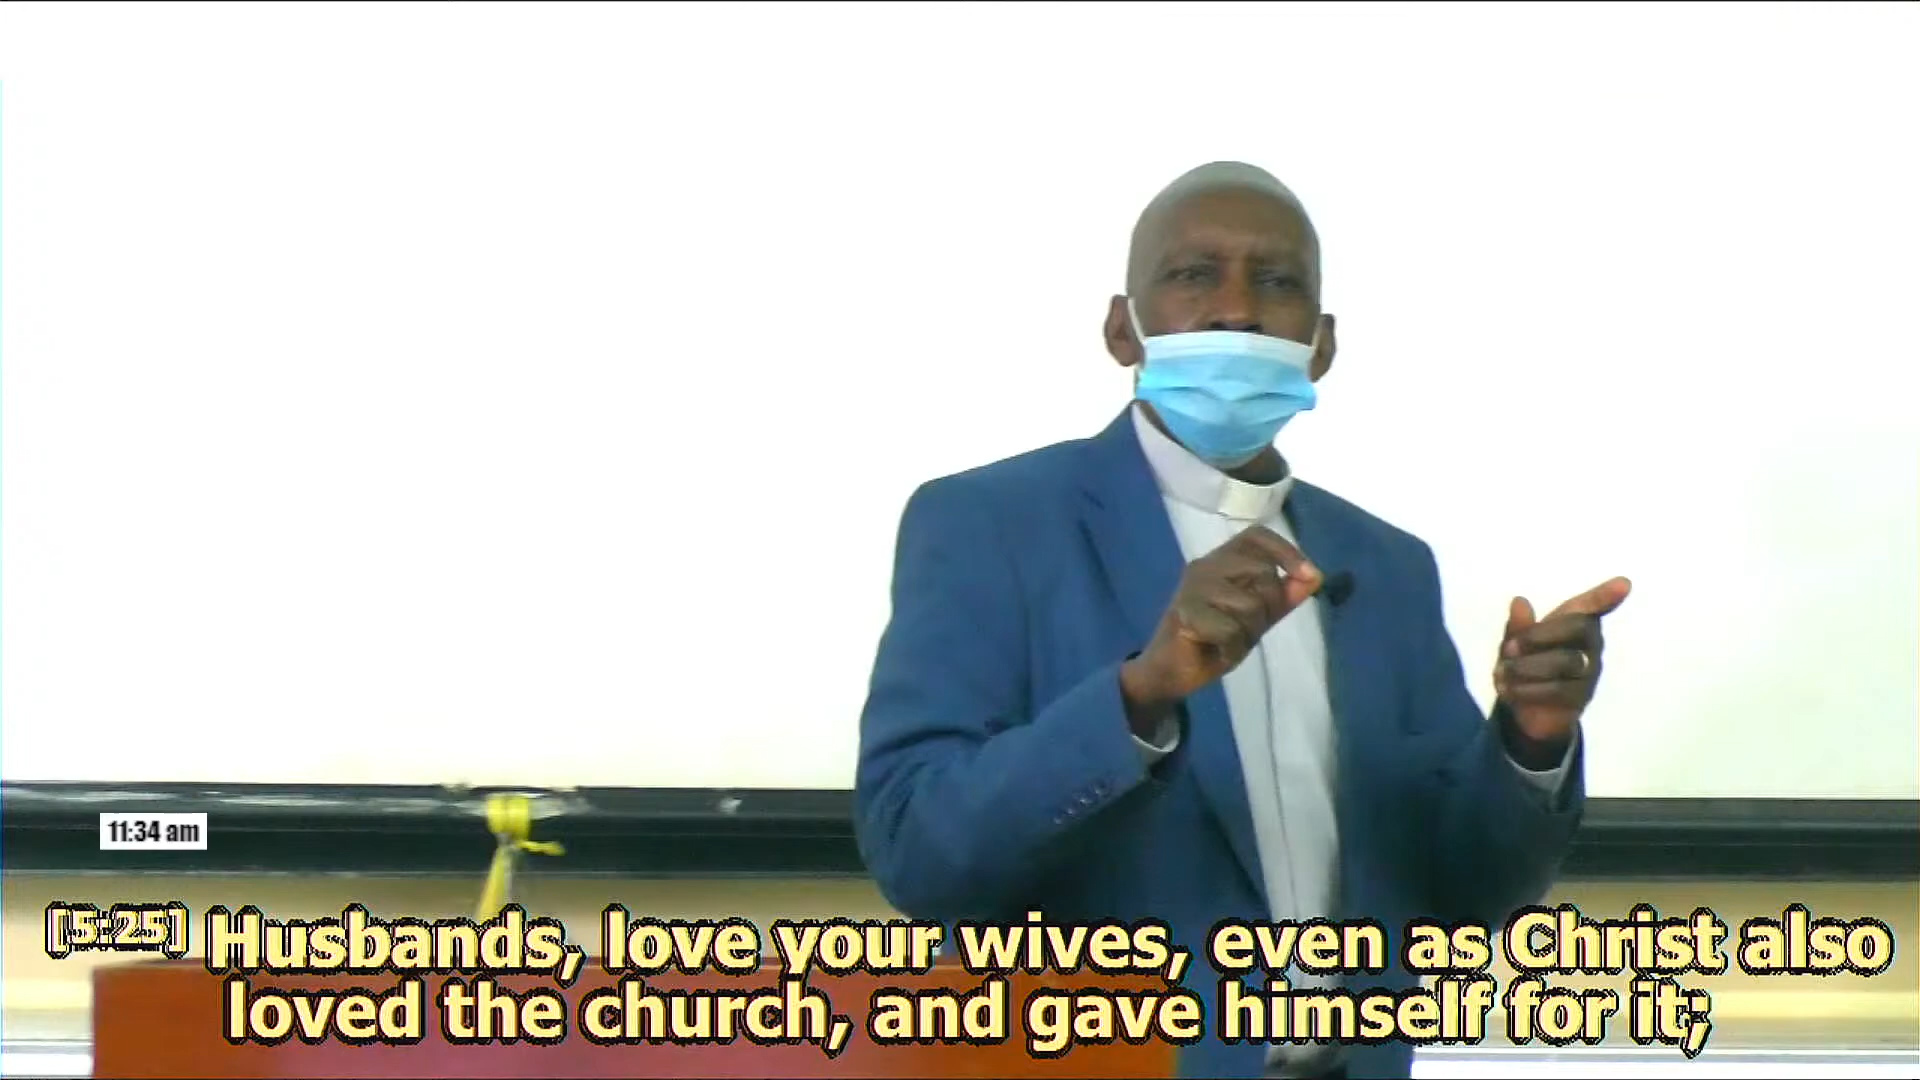 11:34 am
[5:25] Husbands, love your wives, even as Christ also
loved the church, and gave himself for it;